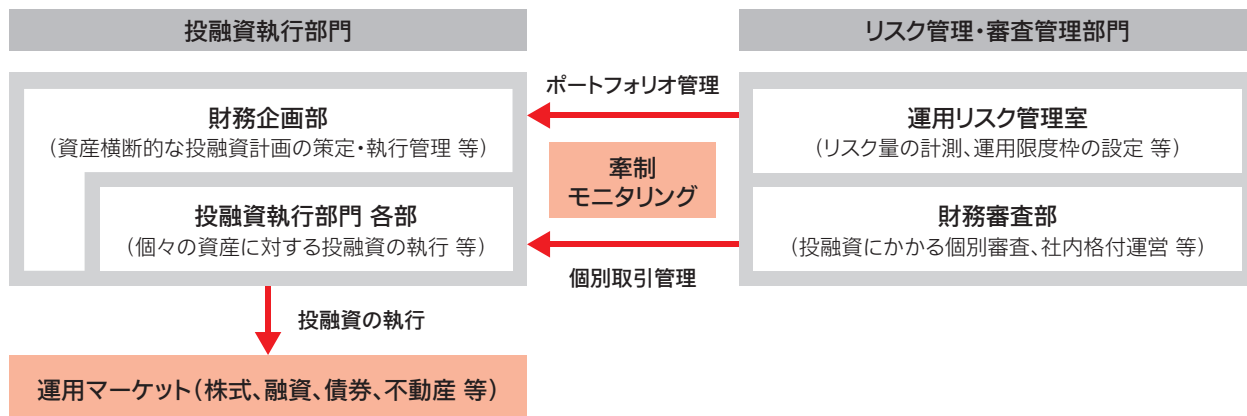 投融資執行部門
リスク管理・審査管理部門
財務企画部
（資産横断的な投融資計画の策定・執行管理 等）
投融資執行部門 各部
（個々の資産に対する投融資の執行 等）
ポートフォリオ管理
牽制
モニタリング
個別取引管理
運用リスク管理室
（リスク量の計測、運用限度枠の設定 等）
財務審査部
（投融資にかかる個別審査、社内格付運営 等）
投融資の執行
運用マーケット（株式、融資、債券、不動産 等）